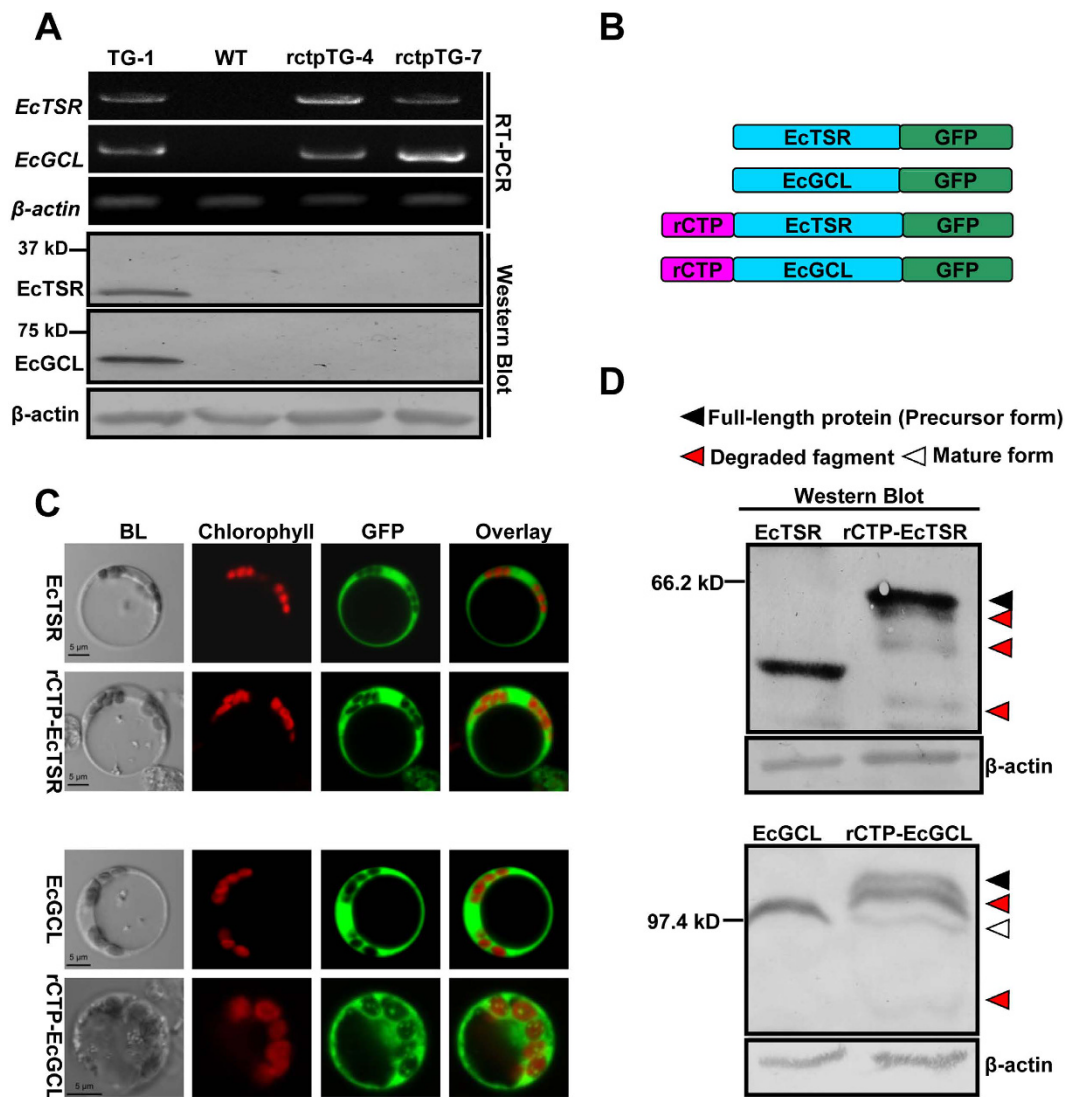 A
TG-1 WT rctpTG-4 rctpTG-7
EcTSR
EcGCL
β-actin
RT-PCR
37 kD
EcTSR
75 kD
EcGCL
β-actin
Western Blot
B
EcTSR GFP
EcGCL GFP
rCTP EcTSR GFP
rCTP EcGCL GFP
C
BL Chlorophyll GFP Overlay
EcTSR
5 μm
rCTP-EcTSR
5 μm
EcGCL
5 μm
rCTP-EcGCL
5 μm
D
Full-length protein (Precursor form)
Degraded fagment Mature form
Western Blot
EcTSR rCTP-EcTSR
66.2 kD
β-actin
EcGCL rCTP-EcGCL
97.4 kD
β-actin